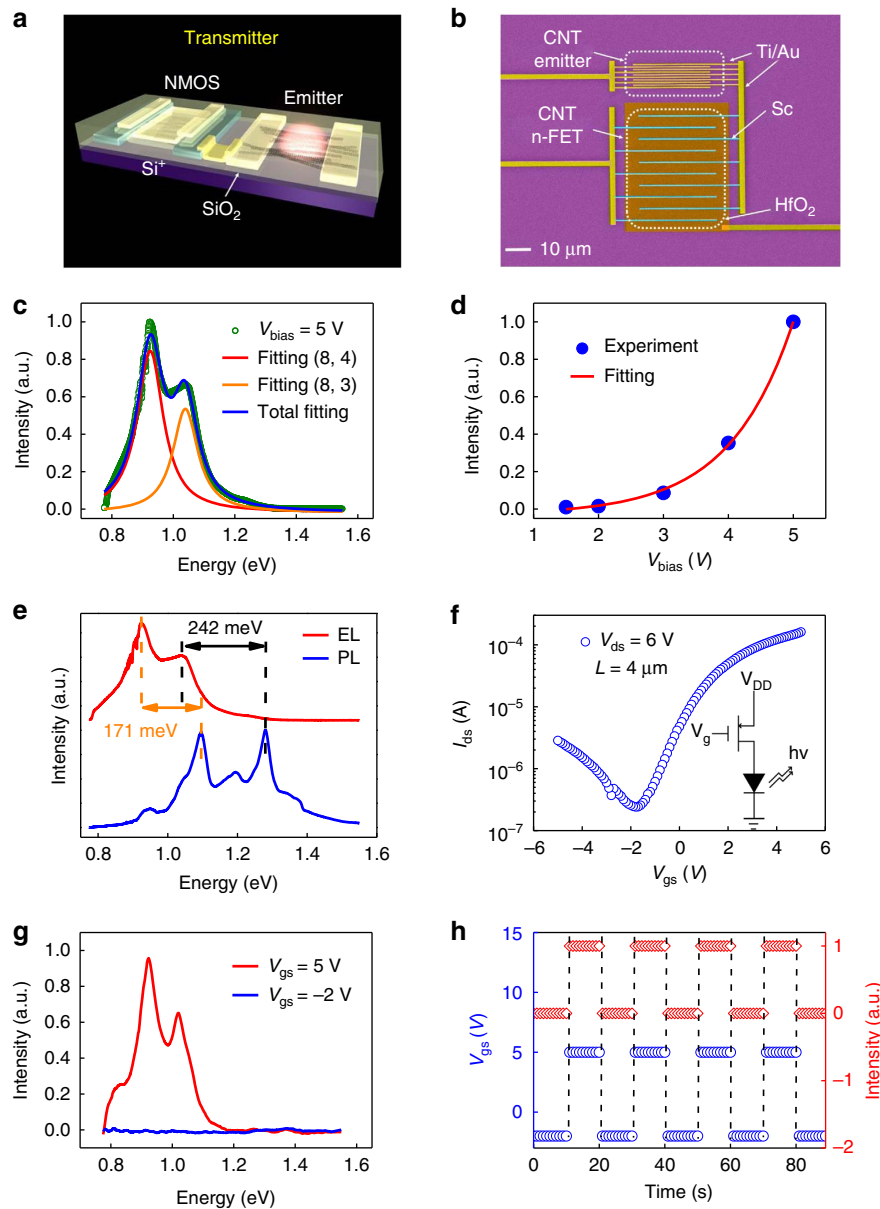 a
Transmitter
NMOS
Emitter
Si+
SiO2
b
CNT emitter
Ti/Au
CNT n-FET
Sc
HfO2
10 μm
c
1.0
0.8
0.6
0.4
0.2
0.0
Intensity (a.u.)
Vbias = 5 V
Fitting (8, 4)
Fitting (8, 3)
Total fitting
0.8 1.0 1.2 1.4 1.6
Energy (eV)
d
1.0
0.8
0.6
0.4
0.2
0.0
Intensity (a.u.)
Experiment
Fitting
1 2 3 4 5
Vbias (V)
e
Intensity (a.u.)
242 meV
EL
PL
171 meV
0.8 1.0 1.2 1.4 1.6
Energy (eV)
f
10−4
10−5
10−6
10−7
Ids (A)
Vds = 6 V
L = 4 μm
VDD
Vg
hv
−6 −4 −2 0 2 4 6
Vgs (V)
g
1.0
0.8
0.6
0.4
0.2
0.0
Intensity (a.u.)
Vgs = 5 V
Vgs = −2 V
0.8 1.0 1.2 1.4 1.6
Energy (eV)
h
15
10
5
0
Vgs (V)
1
0
−1
−2
Intensity (a.u.)
0 20 40 60 80
Time (s)